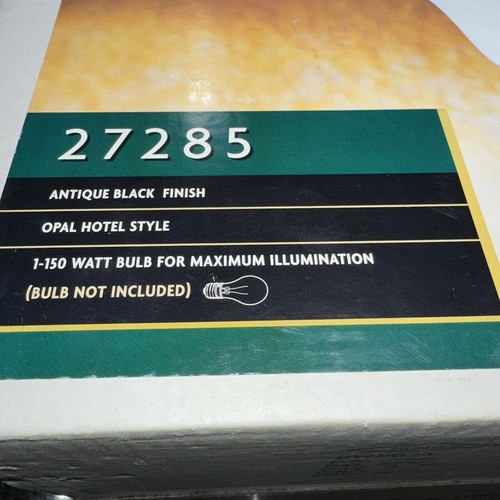 27285
ANTIQUE BLACK FINISH
OPAL HOTEL STYLE
1-150 WATT BULB FOR MAXIMUM ILLUMINATION
(BULB NOT INCLUDED)